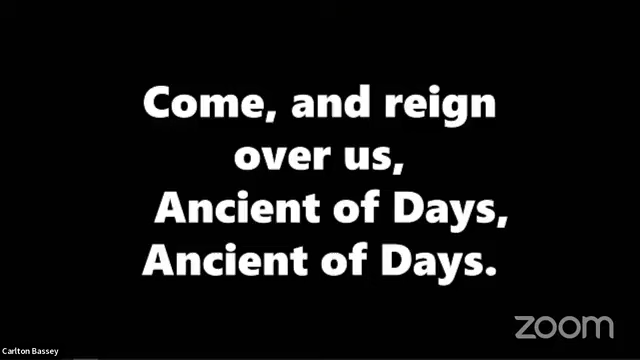 Come, and reign
over us,
Ancient of Days,
Ancient of Days.
zoom
Carlton Bassey